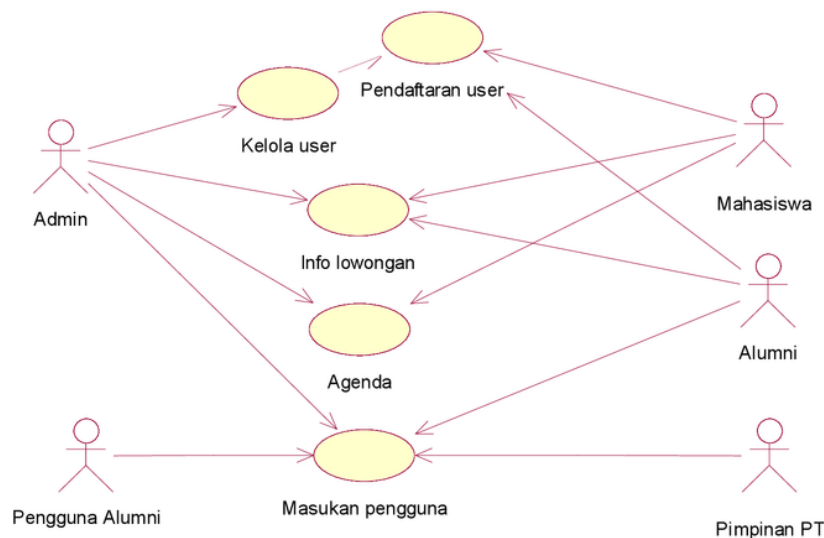 Pendaftaran user
Kelola user
Admin
Mahasiswa
Info lowongan
Alumni
Agenda
Masukan pengguna
Pengguna Alumni
Pimpinan PT